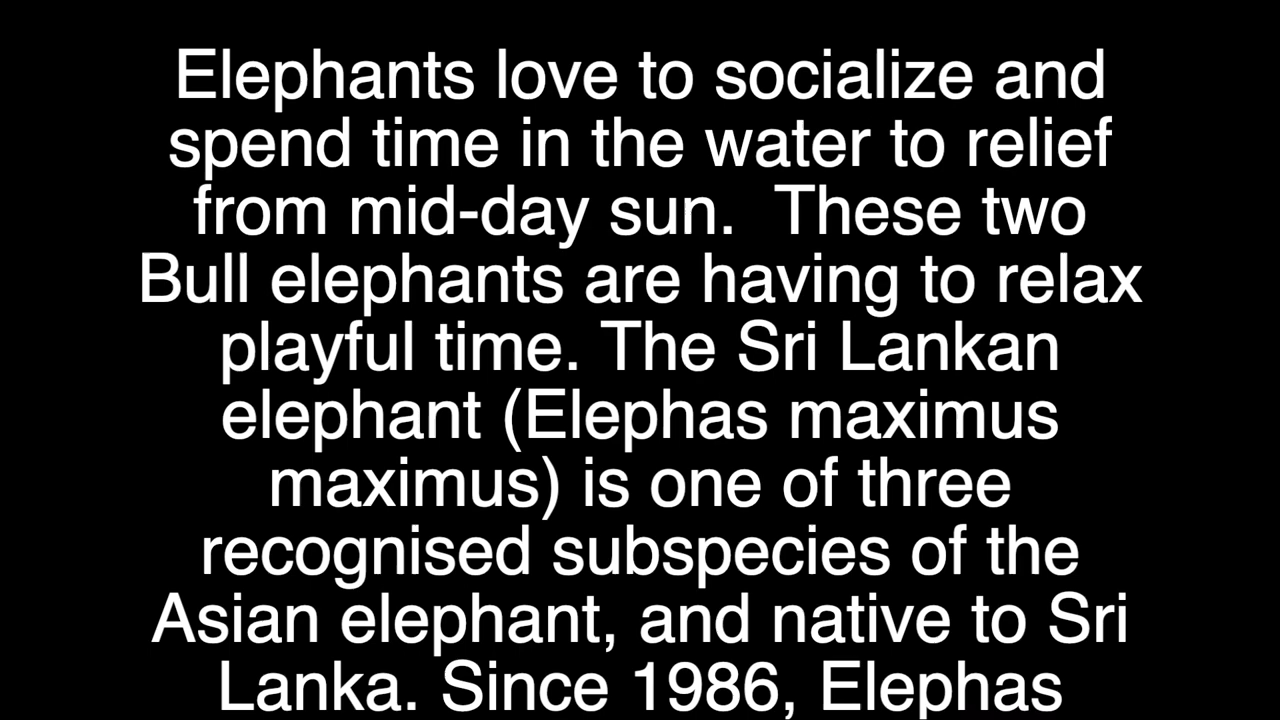 Elephants love to socialize and
spend time in the water to relief
from mid-day sun.  These two
Bull elephants are having to relax
playful time. The Sri Lankan
elephant (Elephas maximus
maximus) is one of three
recognised subspecies of the
Asian elephant, and native to Sri
Lanka. Since 1986, Elephas